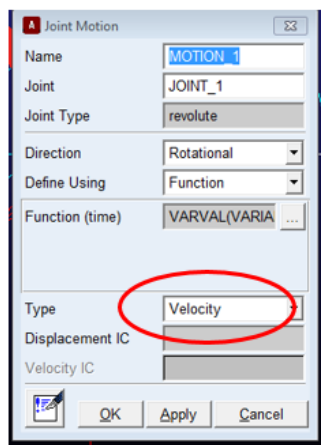 Joint Motion
Name MOTION_1
Joint JOINT_1
Joint Type revolute
Direction Rotational
Define Using Function
Function (time) VARVAL(VARIA ...
Type Velocity
Displacement IC
Velocity IC
OK Apply Cancel